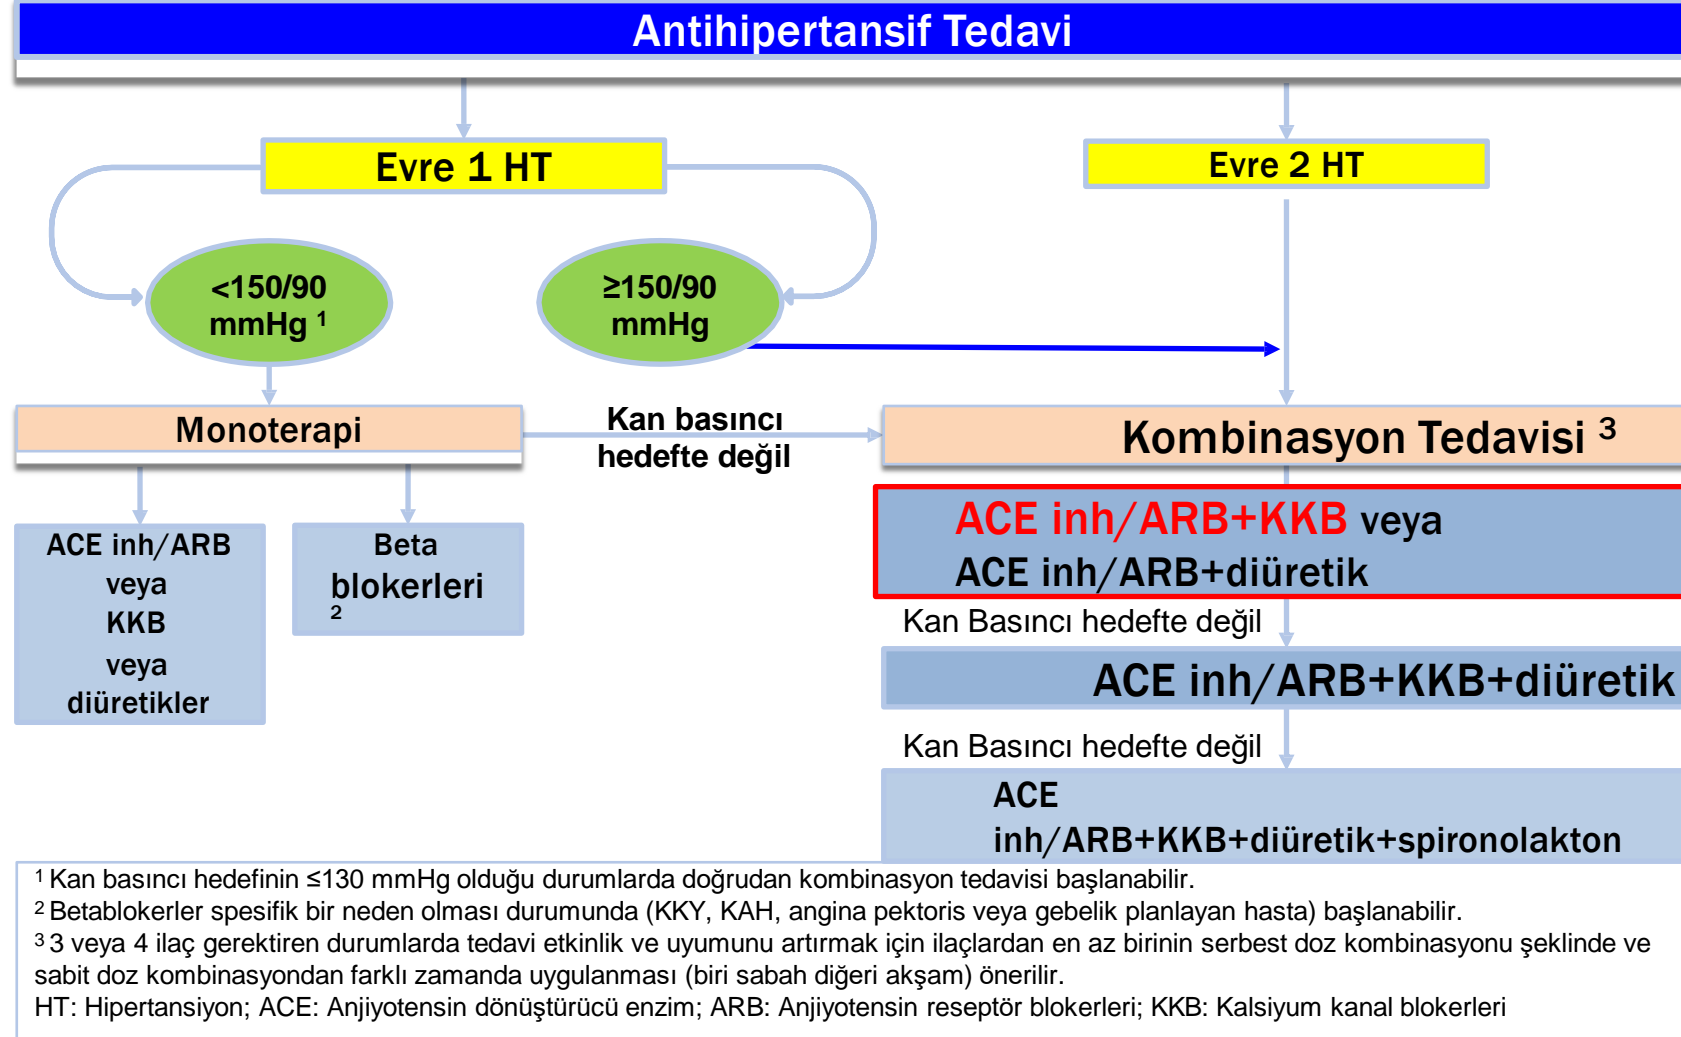 Antihipertansif Tedavi
Evre 1 HT
Evre 2 HT
<150/90
mmHg ¹
≥150/90
mmHg
Monoterapi
Kan basıncı
hedefte değil
Kombinasyon Tedavisi ³
ACE inh/ARB
veya
KKB
veya
diüretikler
Beta
blokerleri
²
ACE inh/ARB+KKB veya
ACE inh/ARB+diüretik
Kan Basıncı hedefte değil
ACE inh/ARB+KKB+diüretik
Kan Basıncı hedefte değil
ACE
inh/ARB+KKB+diüretik+spironolakton
¹ Kan basıncı hedefinin ≤130 mmHg olduğu durumlarda doğrudan kombinasyon tedavisi başlanabilir.
² Betablokerler spesifik bir neden olması durumunda (KKY, KAH, angina pektoris veya gebelik planlayan hasta) başlanabilir.
³ 3 veya 4 ilaç gerektiren durumlarda tedavi etkinlik ve uyumunu artırmak için ilaçlardan en az birinin serbest doz kombinasyonu şeklinde ve
sabit doz kombinasyondan farklı zamanda uygulanması (biri sabah diğeri akşam) önerilir.
HT: Hipertansiyon; ACE: Anjiyotensin dönüştürücü enzim; ARB: Anjiyotensin reseptör blokerleri; KKB: Kalsiyum kanal blokerleri